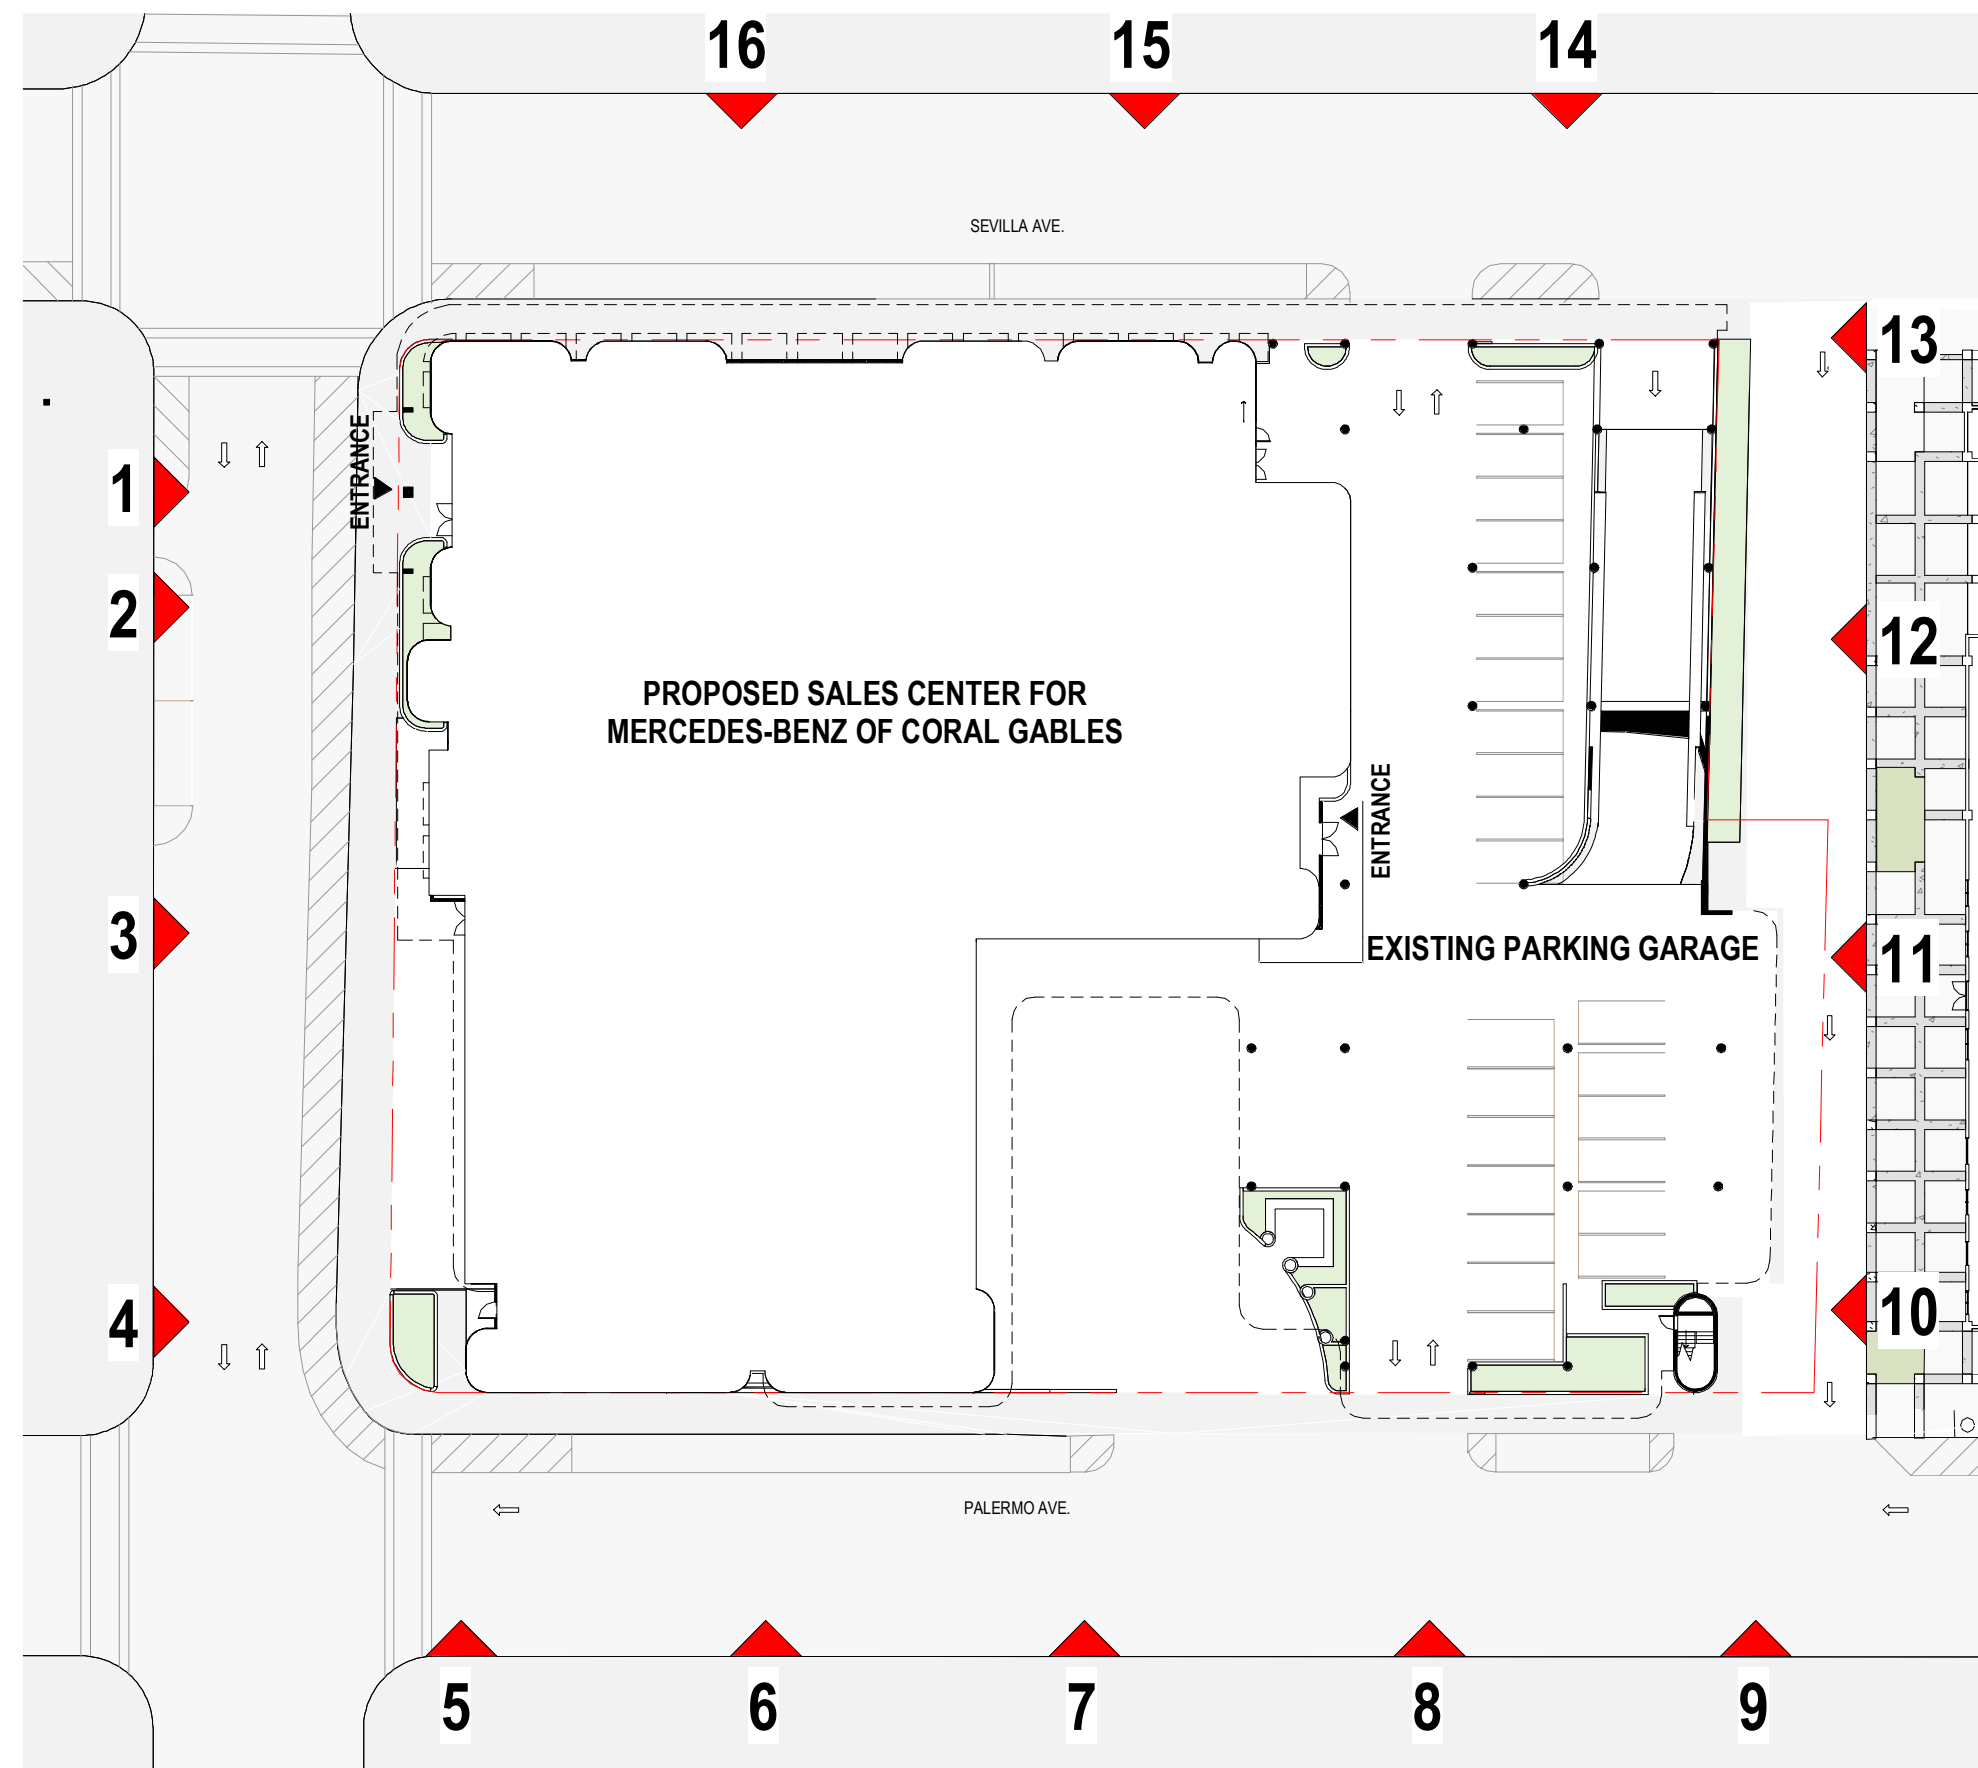 16
15
14
SEVILLA AVE.
13
1
ENTRANCE
2
12
PROPOSED SALES CENTER FOR
MERCEDES-BENZ OF CORAL GABLES
ENTRANCE
3
EXISTING PARKING GARAGE
11
4
10
PALERMO AVE.
5
6
7
8
9